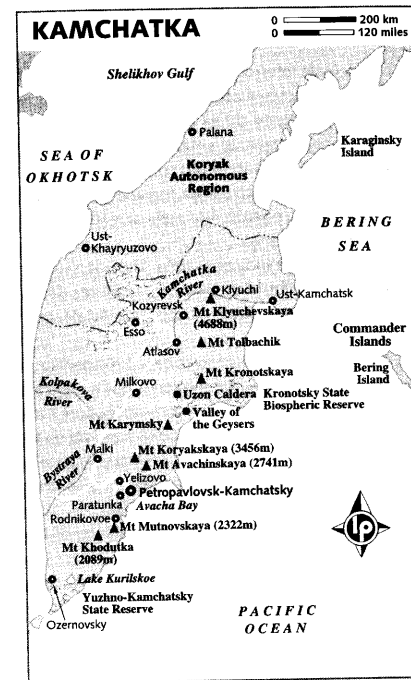 KAMCHATKA
0 200 km
0 120 miles
Shelikhov Gulf
Palana
Karaginsky
Island
SEA OF
OKHOTSK
Koryak
Autonomous
Region
BERING
SEA
Ust-
Khayryuzovo
Kamchatka
River
Klyuchi
Ust-Kamchatsk
Kozyrevsk
Mt Klyuchevskaya
(4688m)
Esso
Commander
Islands
Atlasov
Mt Tolbachik
Bering
Island
Mt Kronotskaya
Kolpakova
River
Milkovo
Uzon Caldera
Kronotsky State
Biospheric Reserve
Valley of
the Geysers
Mt Karymsky
Malki
Mt Koryakskaya (3456m)
Mt Avachinskaya (2741m)
Bystraya
River
Yelizovo
Petropavlovsk-Kamchatsky
Paratunka
Avacha Bay
Rodnikovoe
Mt Mutnovskaya (2322m)
Mt Khodutka
(2089m)
lp
Lake Kurilskoe
Yuzhno-Kamchatsky
State Reserve
Ozernovsky
PACIFIC
OCEAN